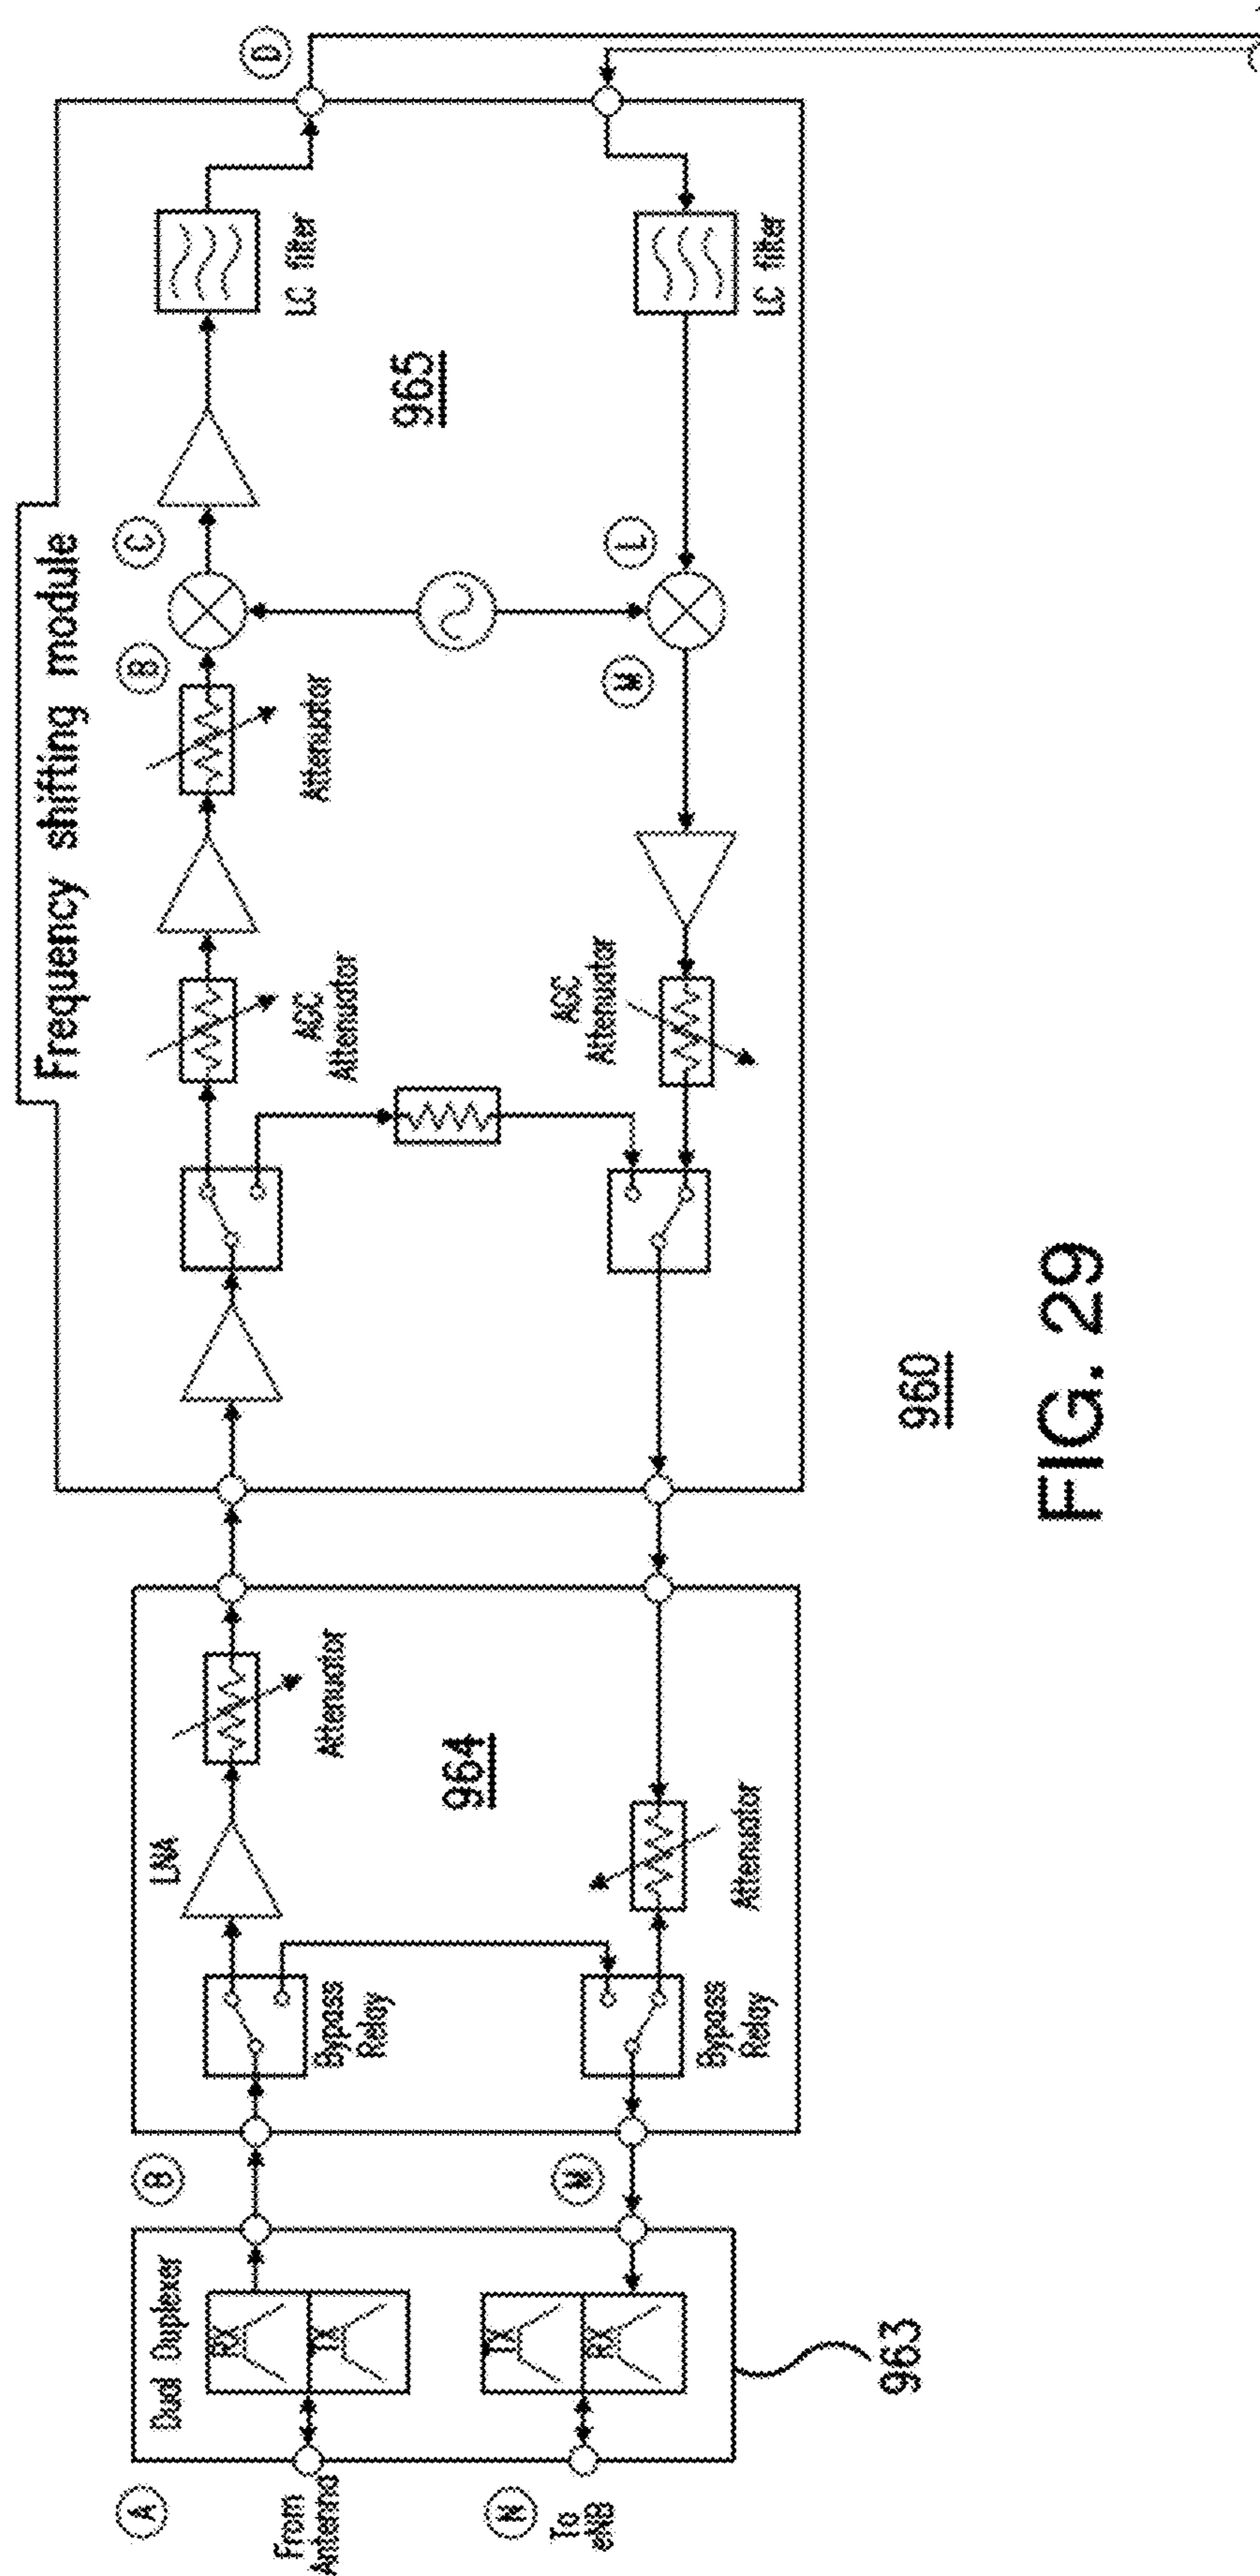 Frequency shifting module
A
From
Antenna
N
To
eNB
Dual Duplexer
RX
TX
TX
RX
963
B
M
Bypass
Relay
LNA
Attenuator
964
Bypass
Relay
Attenuator
AGC
Attenuator
Attenuator
B
C
LC filter
D
965
AGC
Attenuator
M
L
LC filter
960
FIG. 29